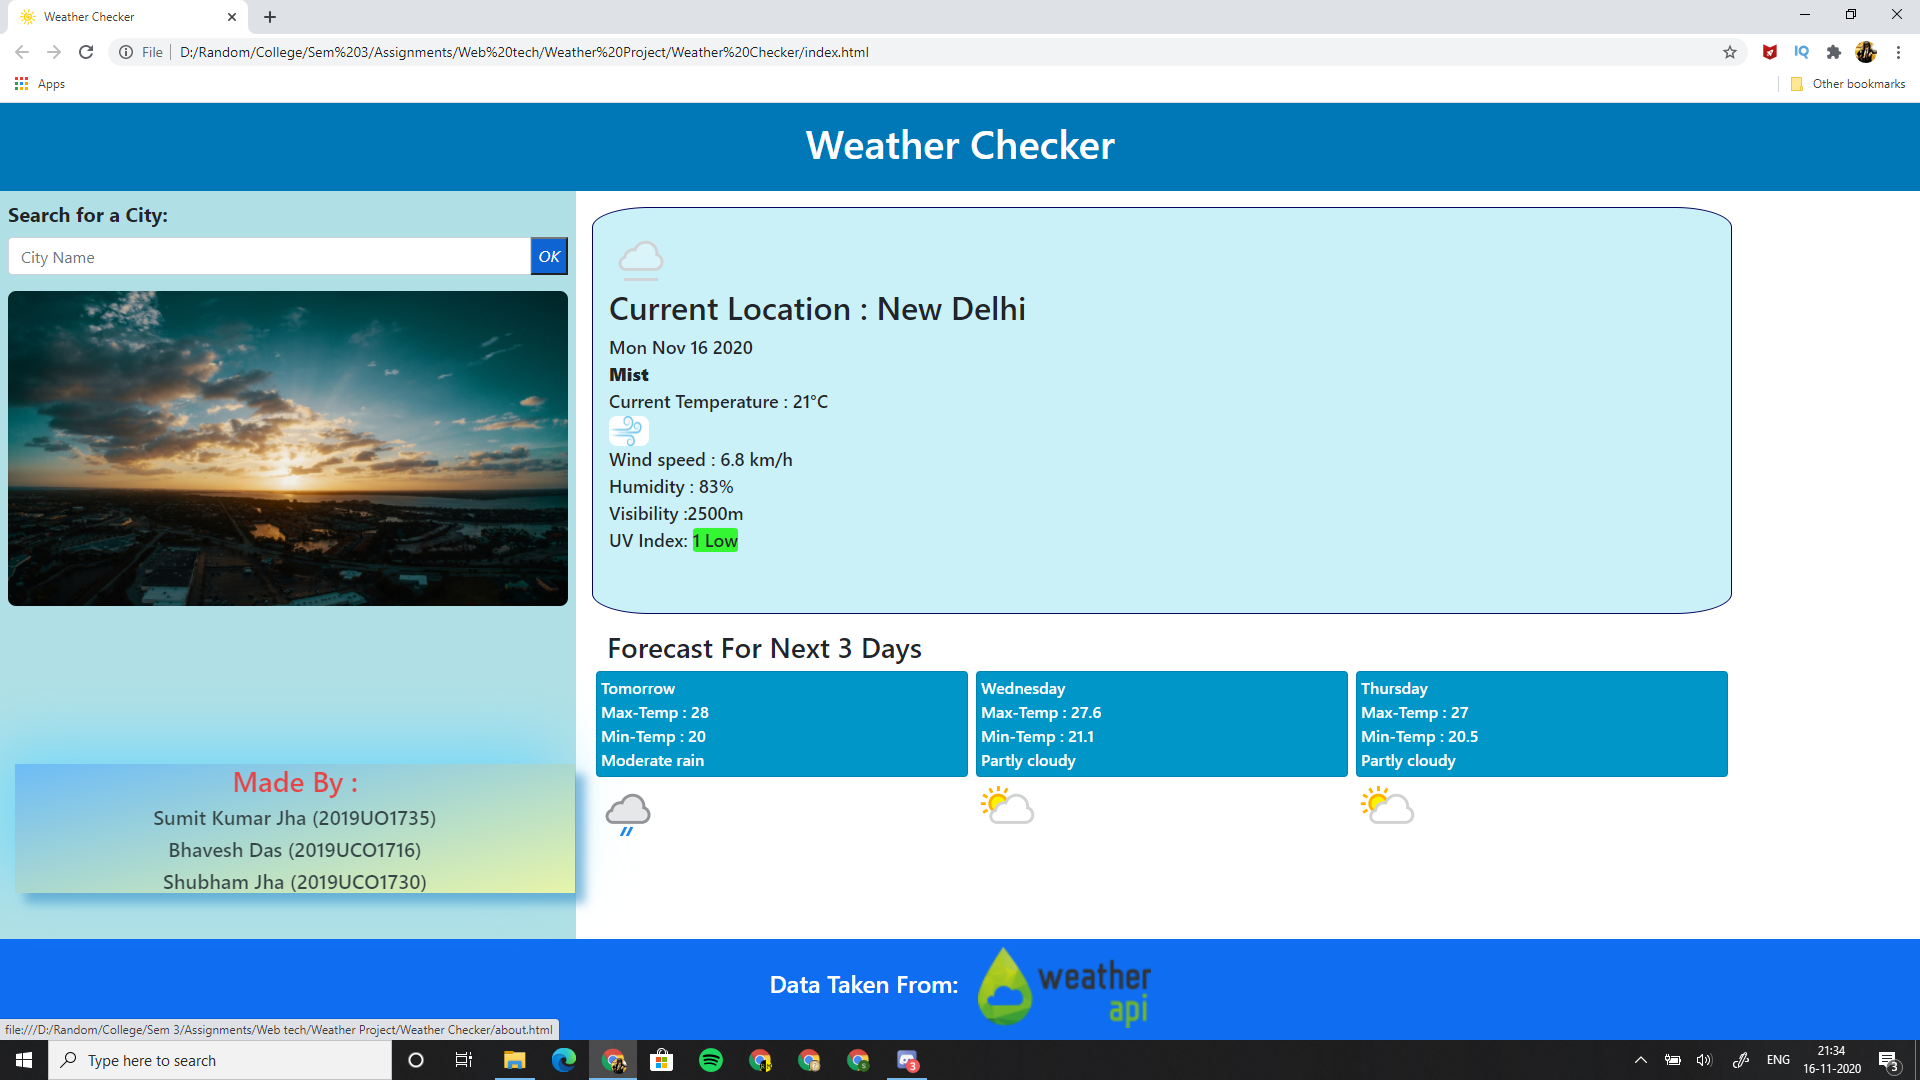 Weather Checker
File
D:/Random/College/Sem%203/Assignments/Web%20tech/Weather%20Project/Weather%20Checker/index.html
IQ
Apps
Other bookmarks
Weather Checker
Search for a City:
City Name
OK
Current Location : New Delhi
Mon Nov 16 2020
Mist
Current Temperature : 21°C
Wind speed : 6.8 km/h
Humidity : 83%
Visibility :2500m
UV Index: 1 Low
Forecast For Next 3 Days
Tomorrow
Max-Temp : 28
Min-Temp : 20
Moderate rain
Wednesday
Max-Temp : 27.6
Min-Temp : 21.1
Partly cloudy
Thursday
Max-Temp : 27
Min-Temp : 20.5
Partly cloudy
Made By :
Sumit Kumar Jha (2019UO1735)
Bhavesh Das (2019UCO1716)
Shubham Jha (2019UCO1730)
Data Taken From:
weather
api
file:///D:/Random/College/Sem 3/Assignments/Web tech/Weather Project/Weather Checker/about.html
Type here to search
3
ENG
21:34
16-11-2020
3